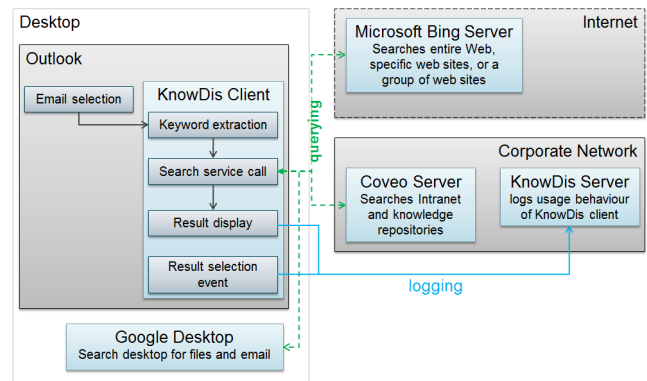 Desktop
Outlook
Email selection
KnowDis Client
Keyword extraction
Search service call
Result display
Result selection
event
Google Desktop
Search desktop for files and email
querying
Internet
Microsoft Bing Server
Searches entire Web,
specific web sites, or a
group of web sites
Corporate Network
Coveo Server
Searches Intranet
and knowledge
repositories
KnowDis Server
logs usage behaviour
of KnowDis client
logging